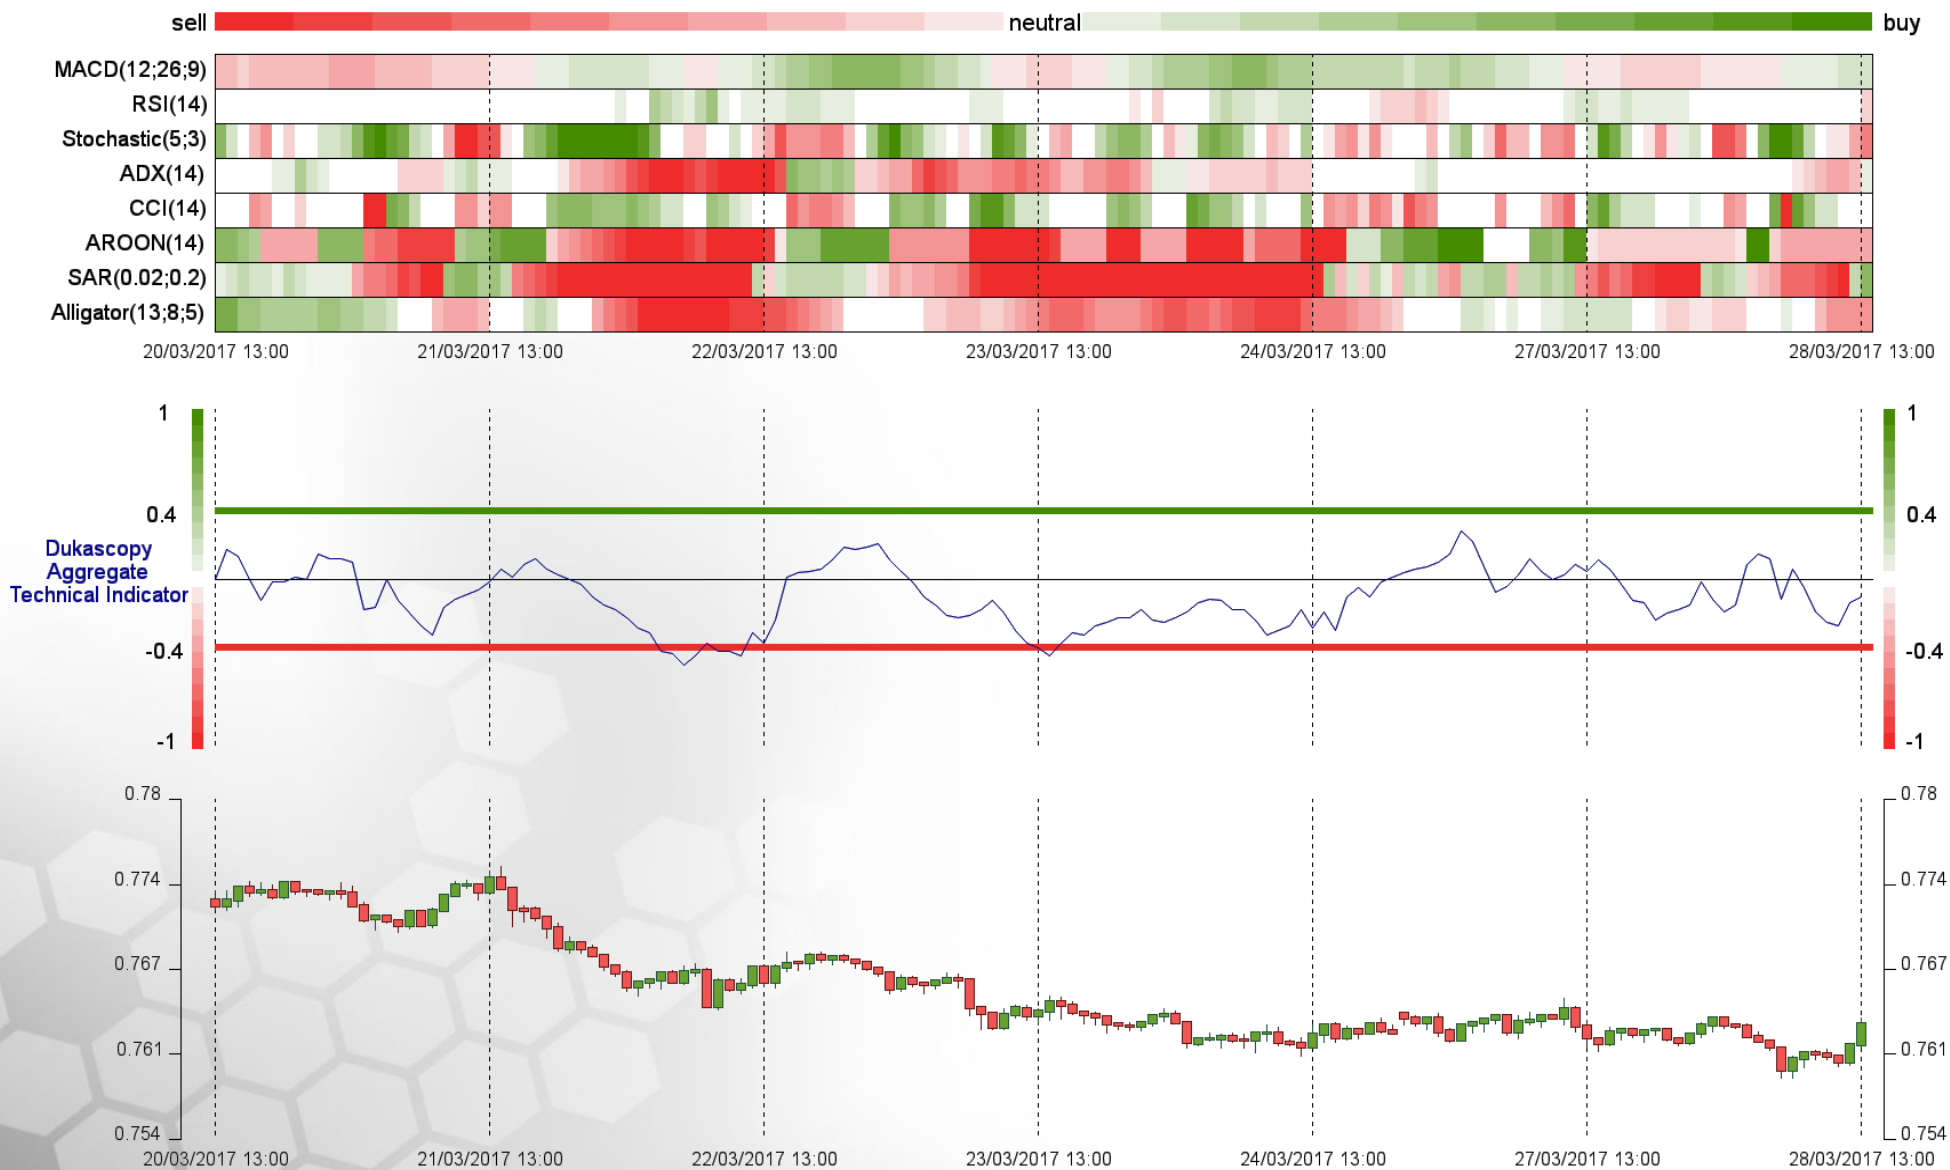 sell neutral buy
MACD(12;26;9)
RSI(14)
Stochastic(5;3)
ADX(14)
CCI(14)
AROON(14)
SAR(0.02;0.2)
Alligator(13;8;5)
20/03/2017 13:00 21/03/2017 13:00 22/03/2017 13:00 23/03/2017 13:00 24/03/2017 13:00 27/03/2017 13:00 28/03/2017 13:00
1 1
0.4 0.4
Dukascopy
Aggregate
Technical Indicator
-0.4 -0.4
-1 -1
0.78 0.78
0.774 0.774
0.767 0.767
0.761 0.761
0.754 0.754
20/03/2017 13:00 21/03/2017 13:00 22/03/2017 13:00 23/03/2017 13:00 24/03/2017 13:00 27/03/2017 13:00 28/03/2017 13:00